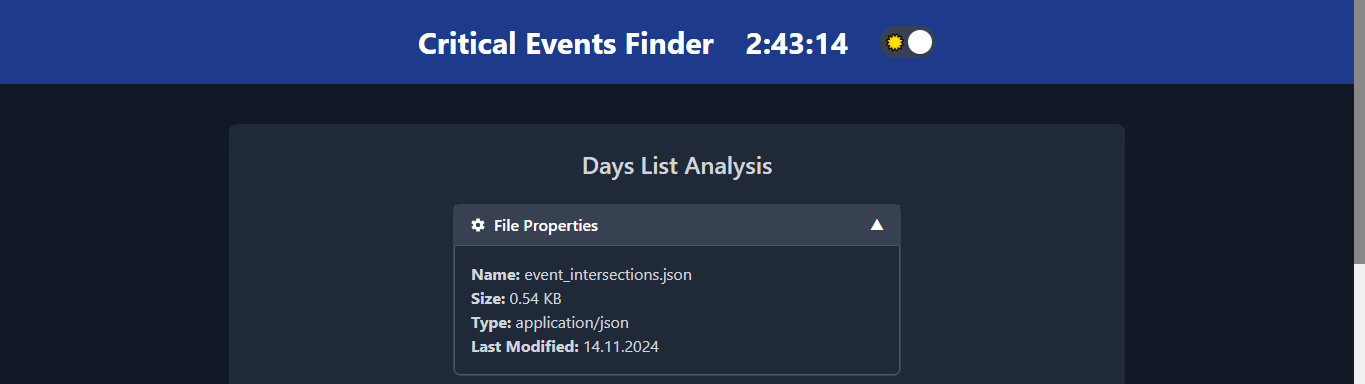 Critical Events Finder 2:43:14
Days List Analysis
File Properties
Name: event_intersections.json
Size: 0.54 KB
Type: application/json
Last Modified: 14.11.2024